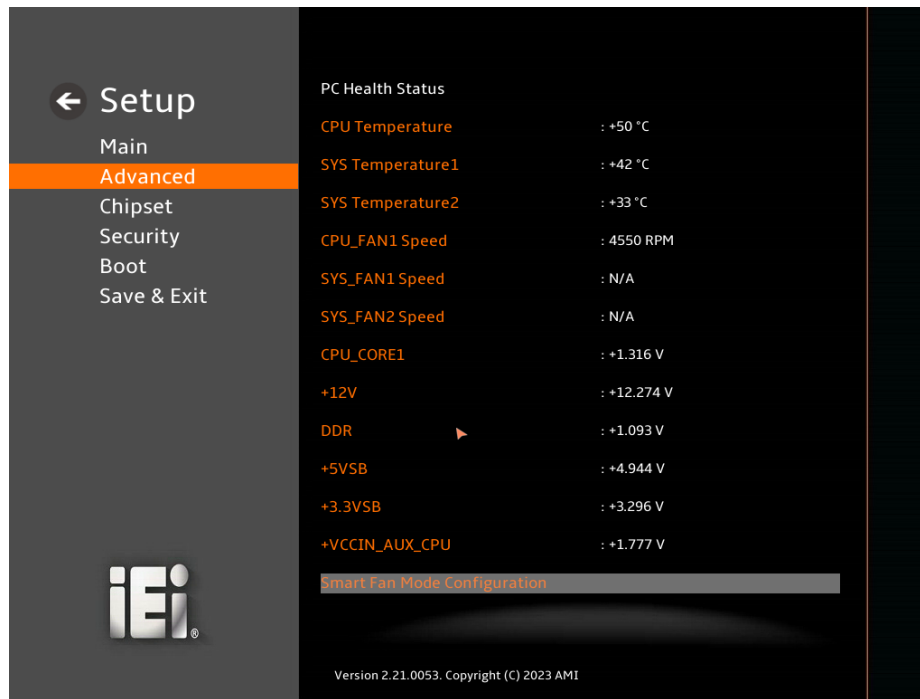 Setup
Main
Advanced
Chipset
Security
Boot
Save & Exit
PC Health Status
CPU Temperature : +50 °C
SYS Temperature1 : +42 °C
SYS Temperature2 : +33 °C
CPU_FAN1 Speed : 4550 RPM
SYS_FAN1 Speed : N/A
SYS_FAN2 Speed : N/A
CPU_CORE1 : +1.316 V
+12V : +12.274 V
DDR : +1.093 V
+5VSB : +4.944 V
+3.3VSB : +3.296 V
+VCCIN_AUX_CPU : +1.777 V
Smart Fan Mode Configuration
iEi®
Version 2.21.0053. Copyright (C) 2023 AMI